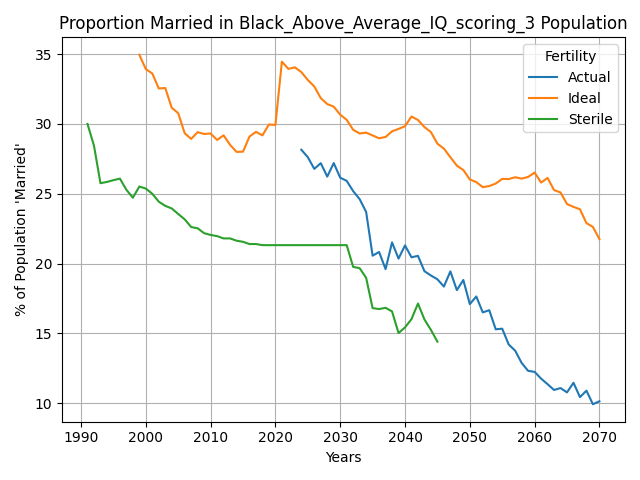 Proportion Married in Black_Above_Average_IQ_scoring_3 Population
% of Population 'Married'
35
30
25
20
15
10
Fertility
Actual
Ideal
Sterile
1990 2000 2010 2020 2030 2040 2050 2060 2070
Years